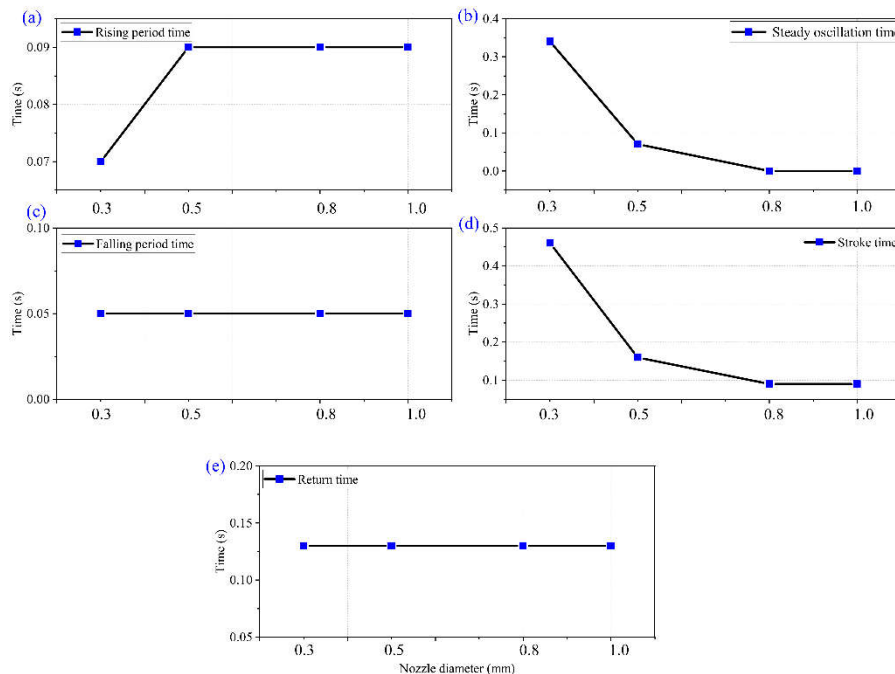 (a)
Rising period time
0.09
0.08
0.07
Time (s)
0.3 0.5 0.8 1.0
(b)
Steady oscillation time
0.4
0.3
0.2
0.1
0.0
Time (s)
0.3 0.5 0.8 1.0
(c)
Falling period time
0.10
0.05
0.00
Time (s)
0.3 0.5 0.8 1.0
(d)
Stroke time
0.5
0.4
0.3
0.2
0.1
Time (s)
0.3 0.5 0.8 1.0
(e)
Return time
0.20
0.15
0.10
0.05
Time (s)
0.3 0.5 0.8 1.0
Nozzle diameter (mm)